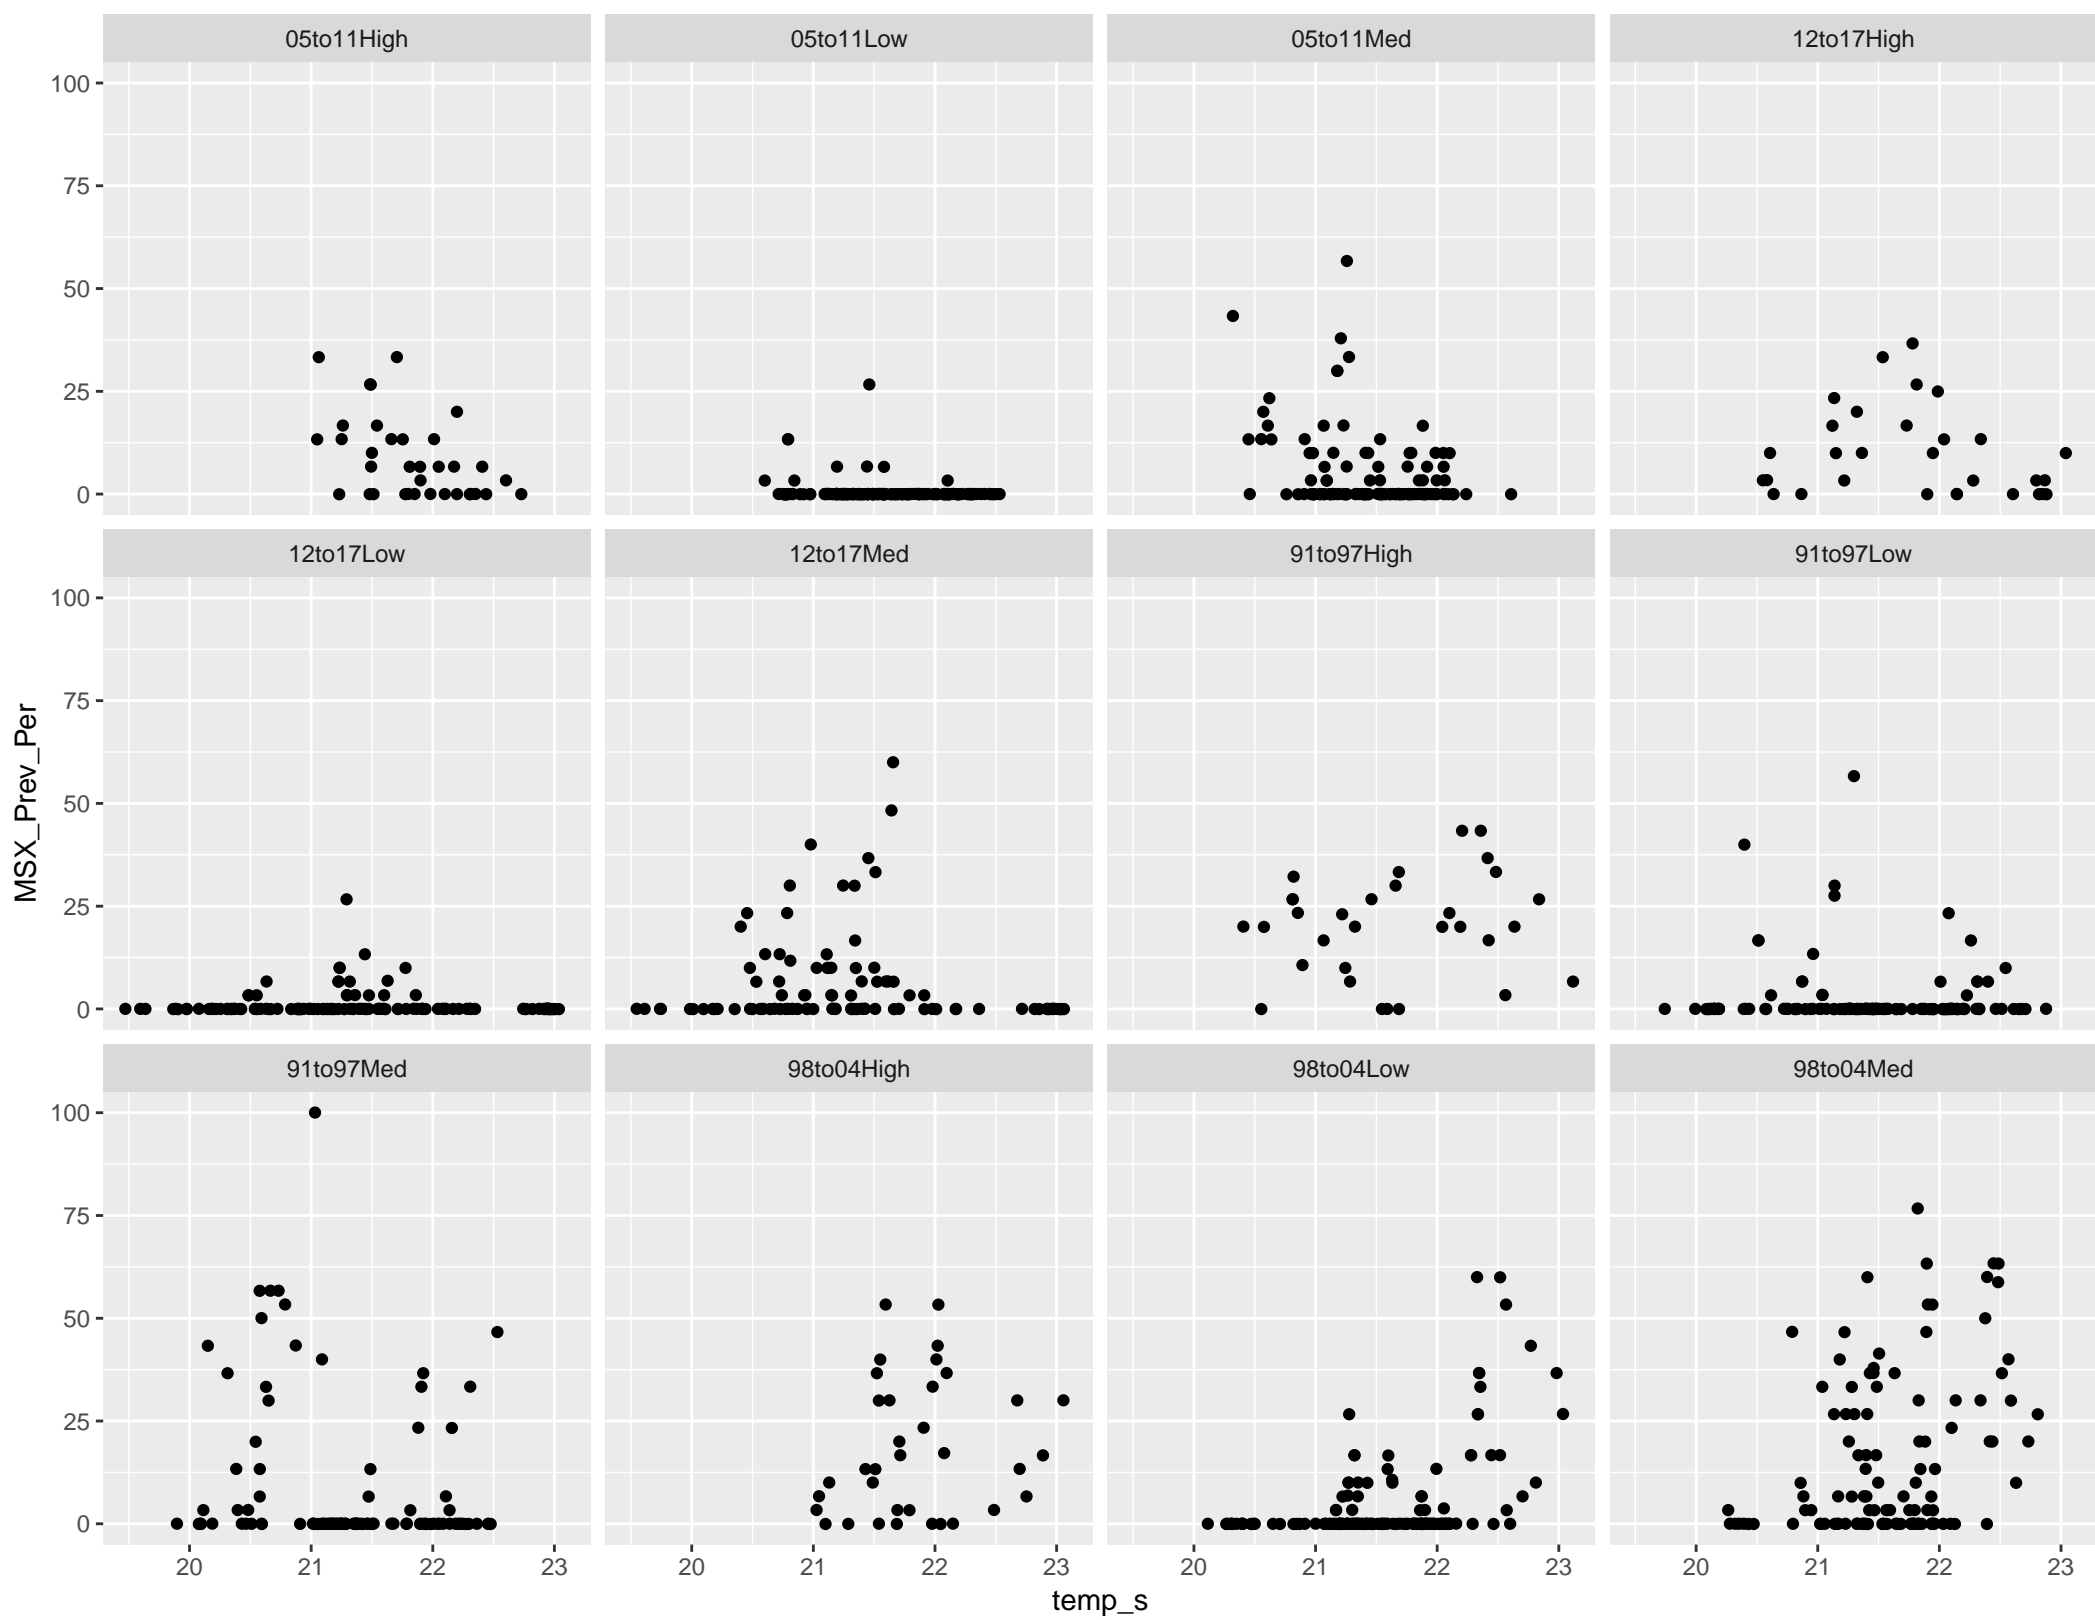 05to11High 05to11Low 05to11Med 12to17High
100
75
50
25
0
12to17Low 12to17Med 91to97High 91to97Low
100
75
50
25
0
91to97Med 98to04High 98to04Low 98to04Med
100
75
50
25
0
20 21 22 23 20 21 22 23 20 21 22 23 20 21 22 23
temp_s
MSX_Prev_Per